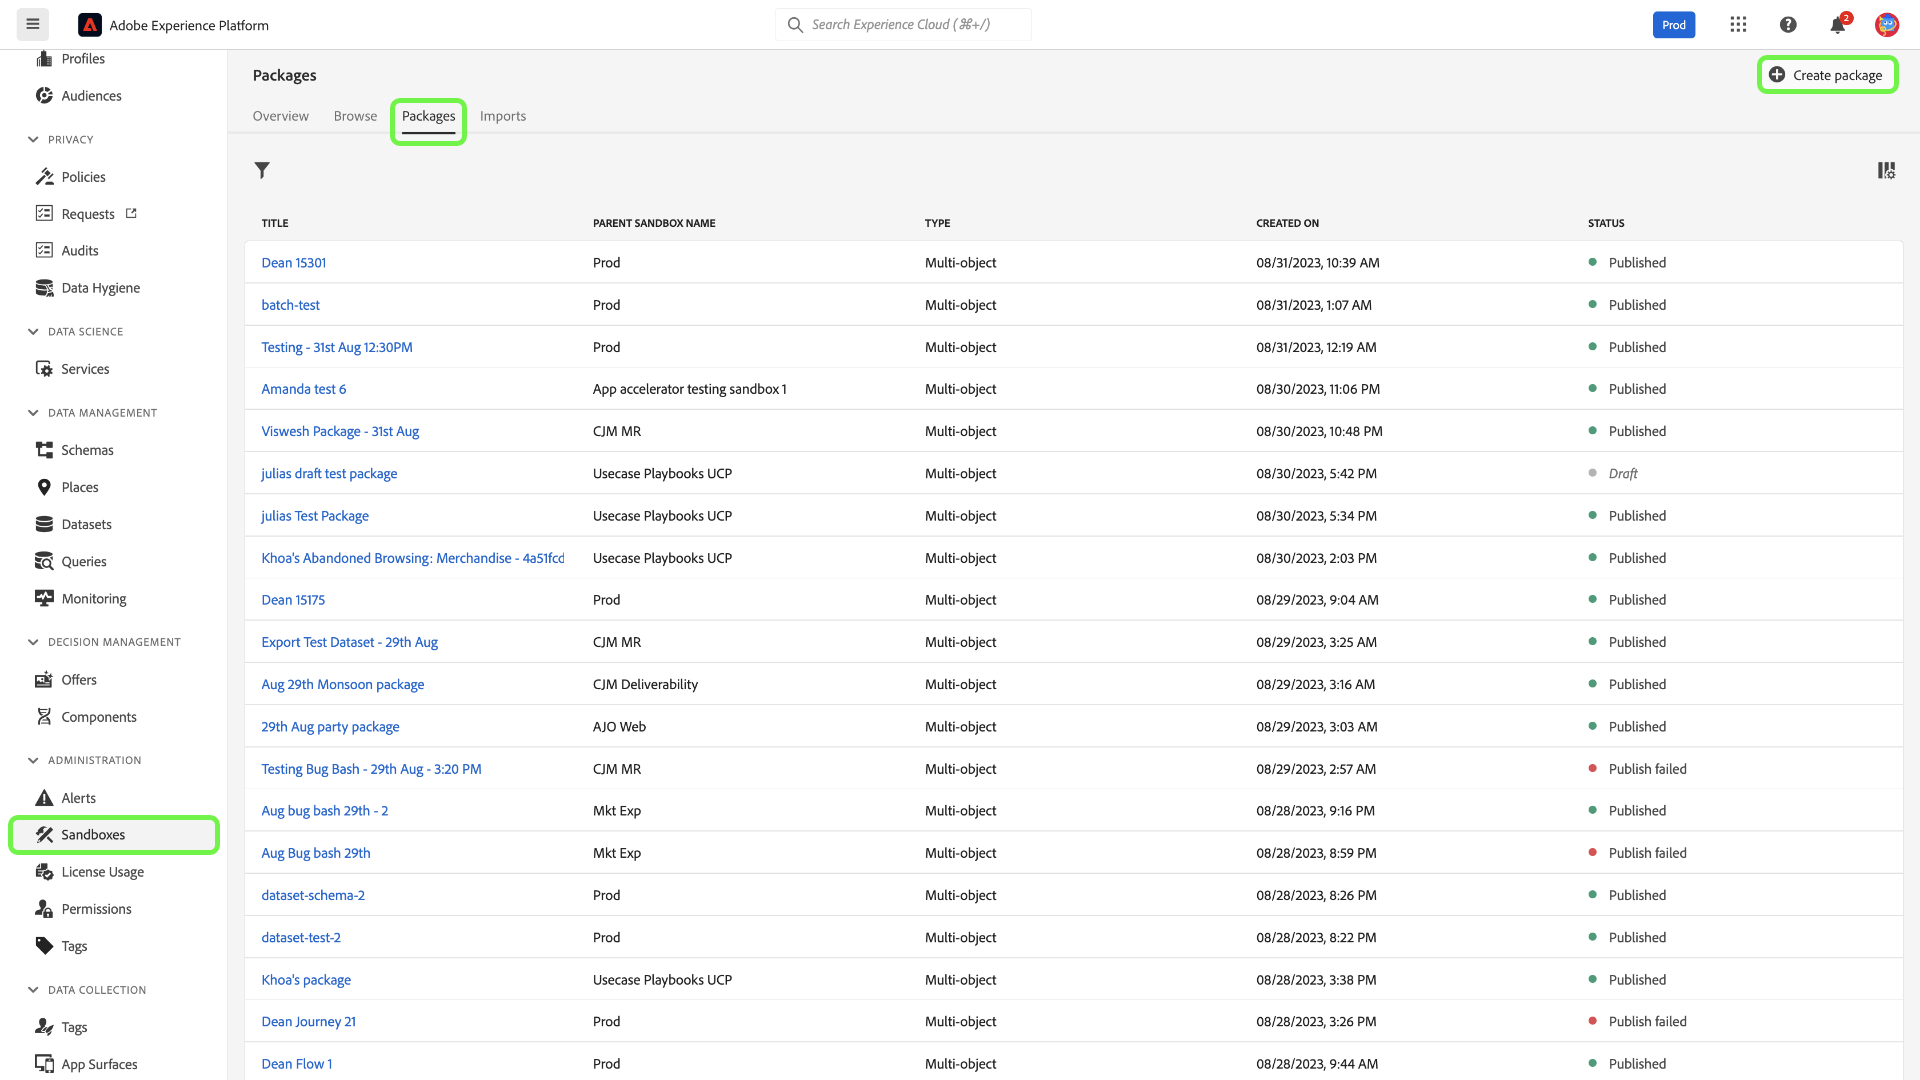 Adobe Experience Platform
Search Experience Cloud (⌘+/)
Prod
2
Profiles
Audiences
PRIVACY
Policies
Requests
Audits
Data Hygiene
DATA SCIENCE
Services
DATA MANAGEMENT
Schemas
Places
Datasets
Queries
Monitoring
DECISION MANAGEMENT
Offers
Components
ADMINISTRATION
Alerts
Sandboxes
License Usage
Permissions
Tags
DATA COLLECTION
Tags
App Surfaces
Packages
Create package
Overview Browse Packages Imports
TITLE PARENT SANDBOX NAME TYPE CREATED ON STATUS
Dean 15301 Prod Multi-object 08/31/2023, 10:39 AM Published
batch-test Prod Multi-object 08/31/2023, 1:07 AM Published
Testing - 31st Aug 12:30PM Prod Multi-object 08/31/2023, 12:19 AM Published
Amanda test 6 App accelerator testing sandbox 1 Multi-object 08/30/2023, 11:06 PM Published
Viswesh Package - 31st Aug CJM MR Multi-object 08/30/2023, 10:48 PM Published
julias draft test package Usecase Playbooks UCP Multi-object 08/30/2023, 5:42 PM Draft
julias Test Package Usecase Playbooks UCP Multi-object 08/30/2023, 5:34 PM Published
Khoa's Abandoned Browsing: Merchandise - 4a51fcd Usecase Playbooks UCP Multi-object 08/30/2023, 2:03 PM Published
Dean 15175 Prod Multi-object 08/29/2023, 9:04 AM Published
Export Test Dataset - 29th Aug CJM MR Multi-object 08/29/2023, 3:25 AM Published
Aug 29th Monsoon package CJM Deliverability Multi-object 08/29/2023, 3:16 AM Published
29th Aug party package AJO Web Multi-object 08/29/2023, 3:03 AM Published
Testing Bug Bash - 29th Aug - 3:20 PM CJM MR Multi-object 08/29/2023, 2:57 AM Publish failed
Aug bug bash 29th - 2 Mkt Exp Multi-object 08/28/2023, 9:16 PM Published
Aug Bug bash 29th Mkt Exp Multi-object 08/28/2023, 8:59 PM Publish failed
dataset-schema-2 Prod Multi-object 08/28/2023, 8:26 PM Published
dataset-test-2 Prod Multi-object 08/28/2023, 8:22 PM Published
Khoa's package Usecase Playbooks UCP Multi-object 08/28/2023, 3:38 PM Published
Dean Journey 21 Prod Multi-object 08/28/2023, 3:26 PM Publish failed
Dean Flow 1 Prod Multi-object 08/28/2023, 9:44 AM Published